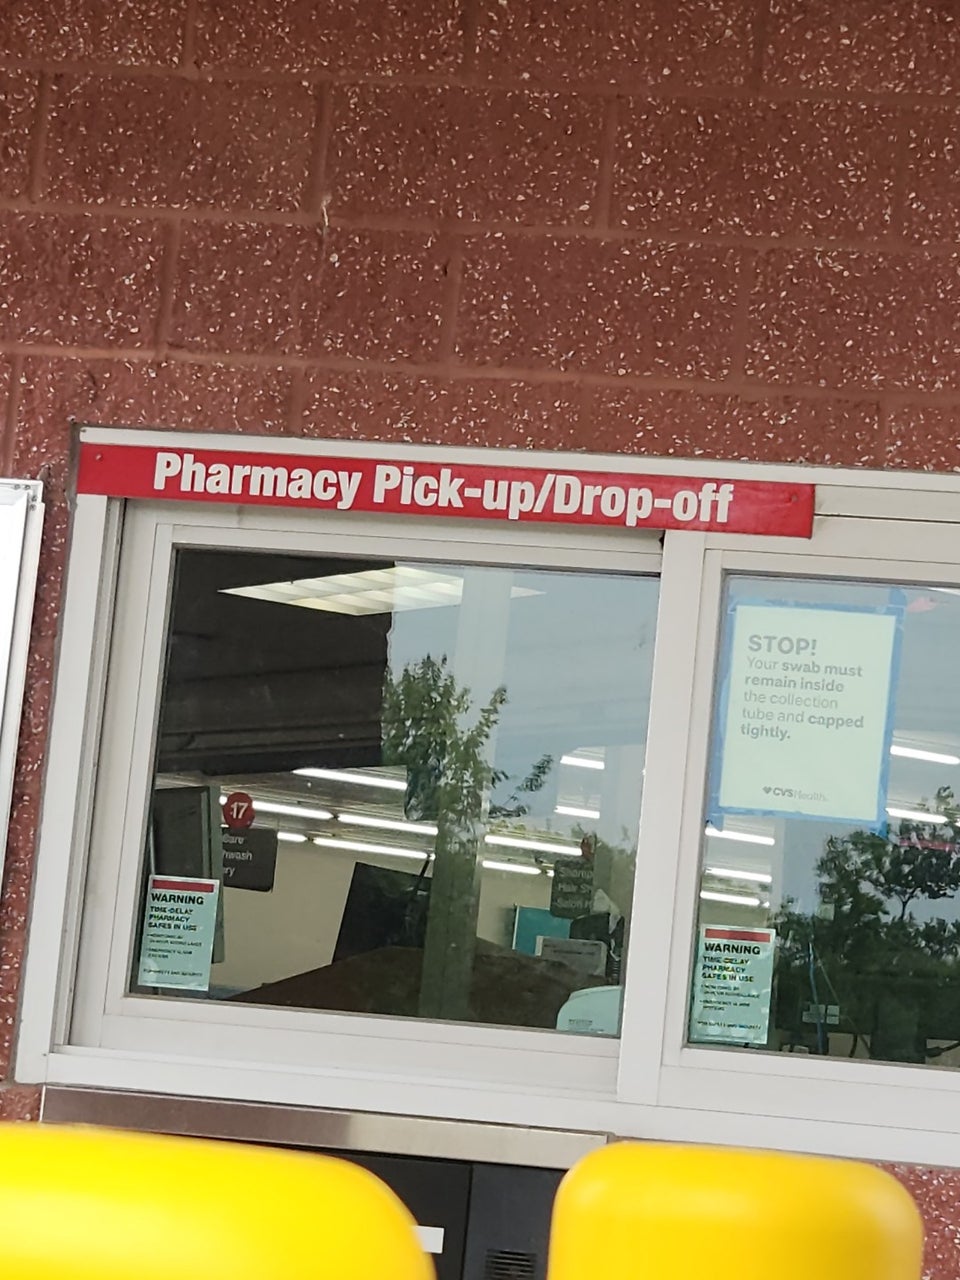 Pharmacy Pick-up/Drop-off
STOP!
Your swab must
remain inside
the collection
tube and capped
tightly.
CVSHealth.
17
WARNING
TIME-DELAY
PHARMACY
SAFES IN USE
WARNING
TIME-DELAY
PHARMACY
SAFES IN USE